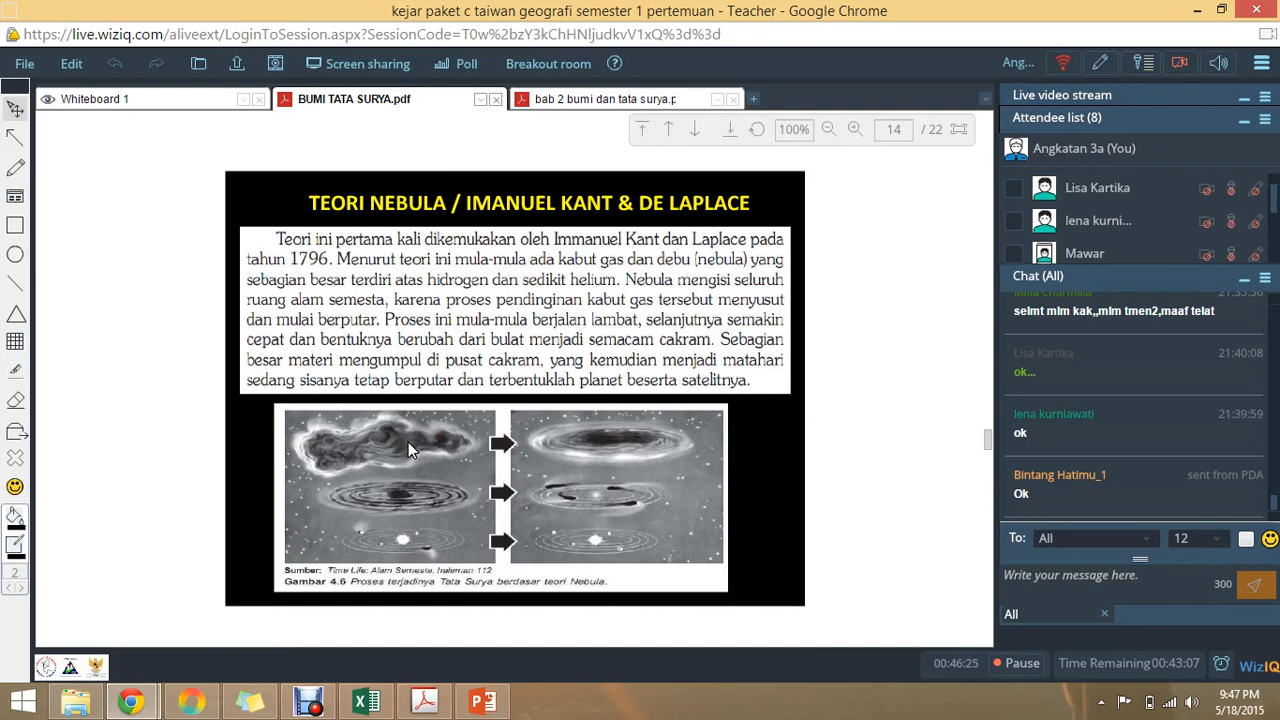 kejar paket c taiwan geografi semester 1 pertemuan - Teacher - Google Chrome
https://live.wiziq.com/aliveext/LoginToSession.aspx?SessionCode=T0w%2bzY3kChHNljudkvV1xQ%3d%3d
File Edit Screen sharing Poll Breakout room Ang...
Whiteboard 1 BUMI TATA SURYA.pdf bab 2 bumi dan tata surya.p
100% 14 / 22
TEORI NEBULA / IMANUEL KANT & DE LAPLACE
Teori ini pertama kali dikemukakan oleh Immanuel Kant dan Laplace pada
tahun 1796. Menurut teori ini mula-mula ada kabut gas dan debu (nebula) yang
sebagian besar terdiri atas hidrogen dan sedikit helium. Nebula mengisi seluruh
ruang alam semesta, karena proses pendinginan kabut gas tersebut menyusut
dan mulai berputar. Proses ini mula-mula berjalan lambat, selanjutnya semakin
cepat dan bentuknya berubah dari bulat menjadi semacam cakram. Sebagian
besar materi mengumpul di pusat cakram, yang kemudian menjadi matahari
sedang sisanya tetap berputar dan terbentuklah planet beserta satelitnya.
Sumber: Time Life: Alam Semesta, halaman 112
Gambar 4.6 Proses terjadinya Tata Surya berdasar teori Nebula.
2
Live video stream
Attendee list (8)
Angkatan 3a (You)
Lisa Kartika
lena kurni...
Mawar
Chat (All)
selmt mlm kak,,mlm tmen2,maaf telat
Lisa Kartika 21:40:08
ok...
lena kurniawati 21:39:59
ok
Bintang Hatimu_1 sent from PDA
Ok
To: All 12
Write your message here.
300
All
00:46:25 Pause Time Remaining 00:43:07 WizIQ
9:47 PM
5/18/2015